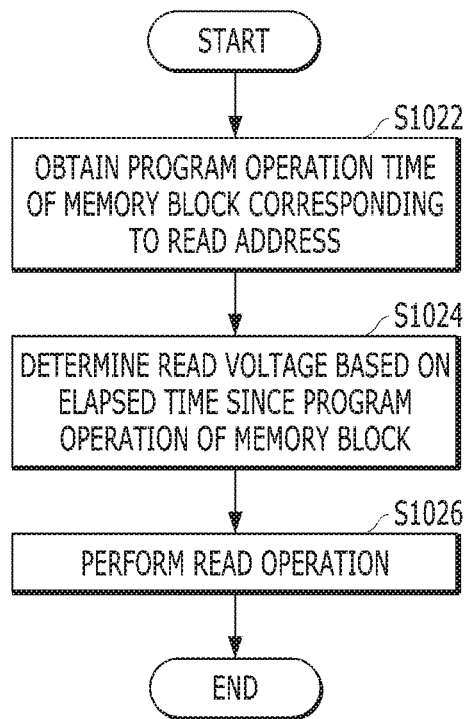 START
S1022
OBTAIN PROGRAM OPERATION TIME
OF MEMORY BLOCK CORRESPONDING
TO READ ADDRESS
S1024
DETERMINE READ VOLTAGE BASED ON
ELAPSED TIME SINCE PROGRAM
OPERATION OF MEMORY BLOCK
S1026
PERFORM READ OPERATION
END